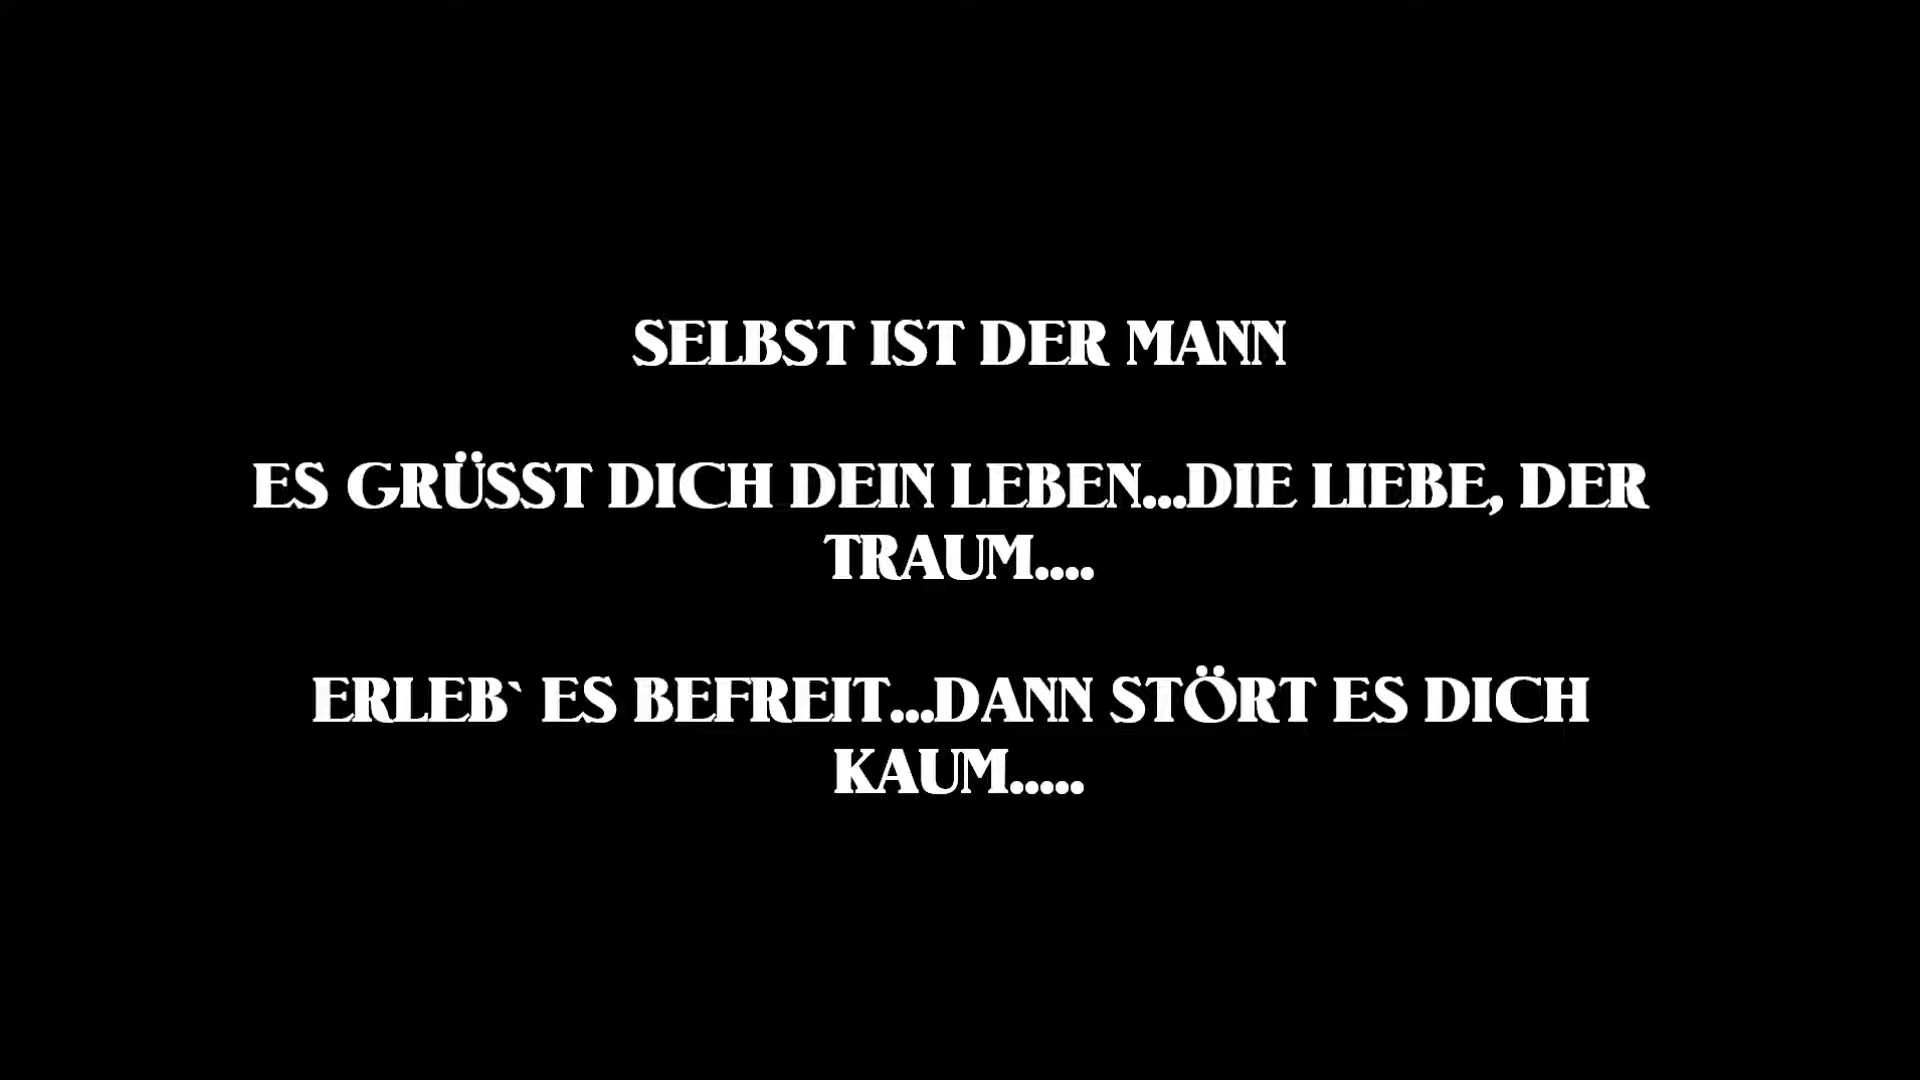 SELBST IST DER MANN
ES GRÜSST DICH DEIN LEBEN...DIE LIEBE, DER
TRAUM....
ERLEB` ES BEFREIT...DANN STÖRT ES DICH
KAUM.....